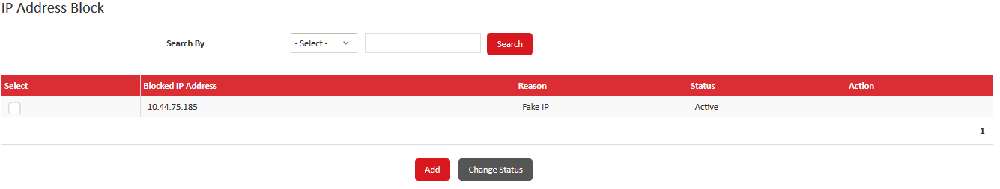 IP Address Block
Search By - Select - Search
Select Blocked IP Address Reason Status Action
10.44.75.185 Fake IP Active
1
Add Change Status